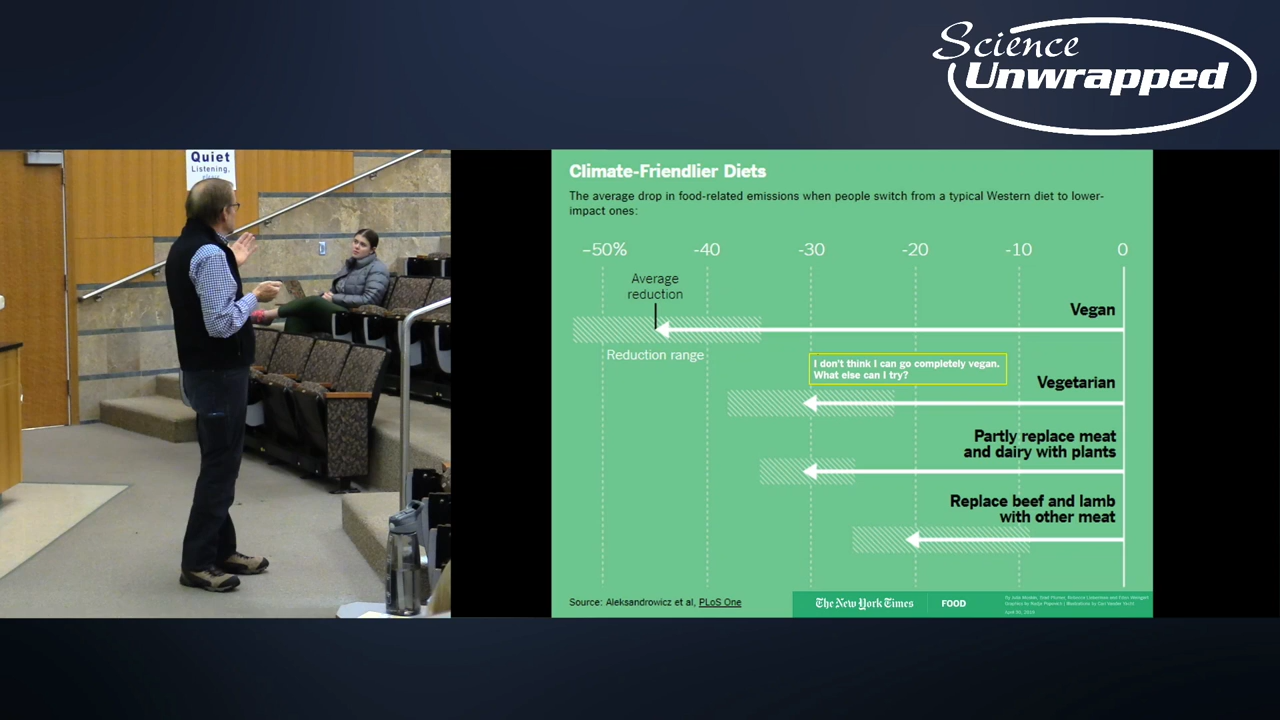 Science
Unwrapped
Quiet
Listening,
please
Climate-Friendlier Diets
The average drop in food-related emissions when people switch from a typical Western diet to lower-
impact ones:
–50%
-40
-30
-20
-10
0
Average
reduction
Vegan
Reduction range
I don't think I can go completely vegan.
What else can I try?
Vegetarian
Partly replace meat
and dairy with plants
Replace beef and lamb
with other meat
Source: Aleksandrowicz et al, PLoS One
The New York Times
FOOD